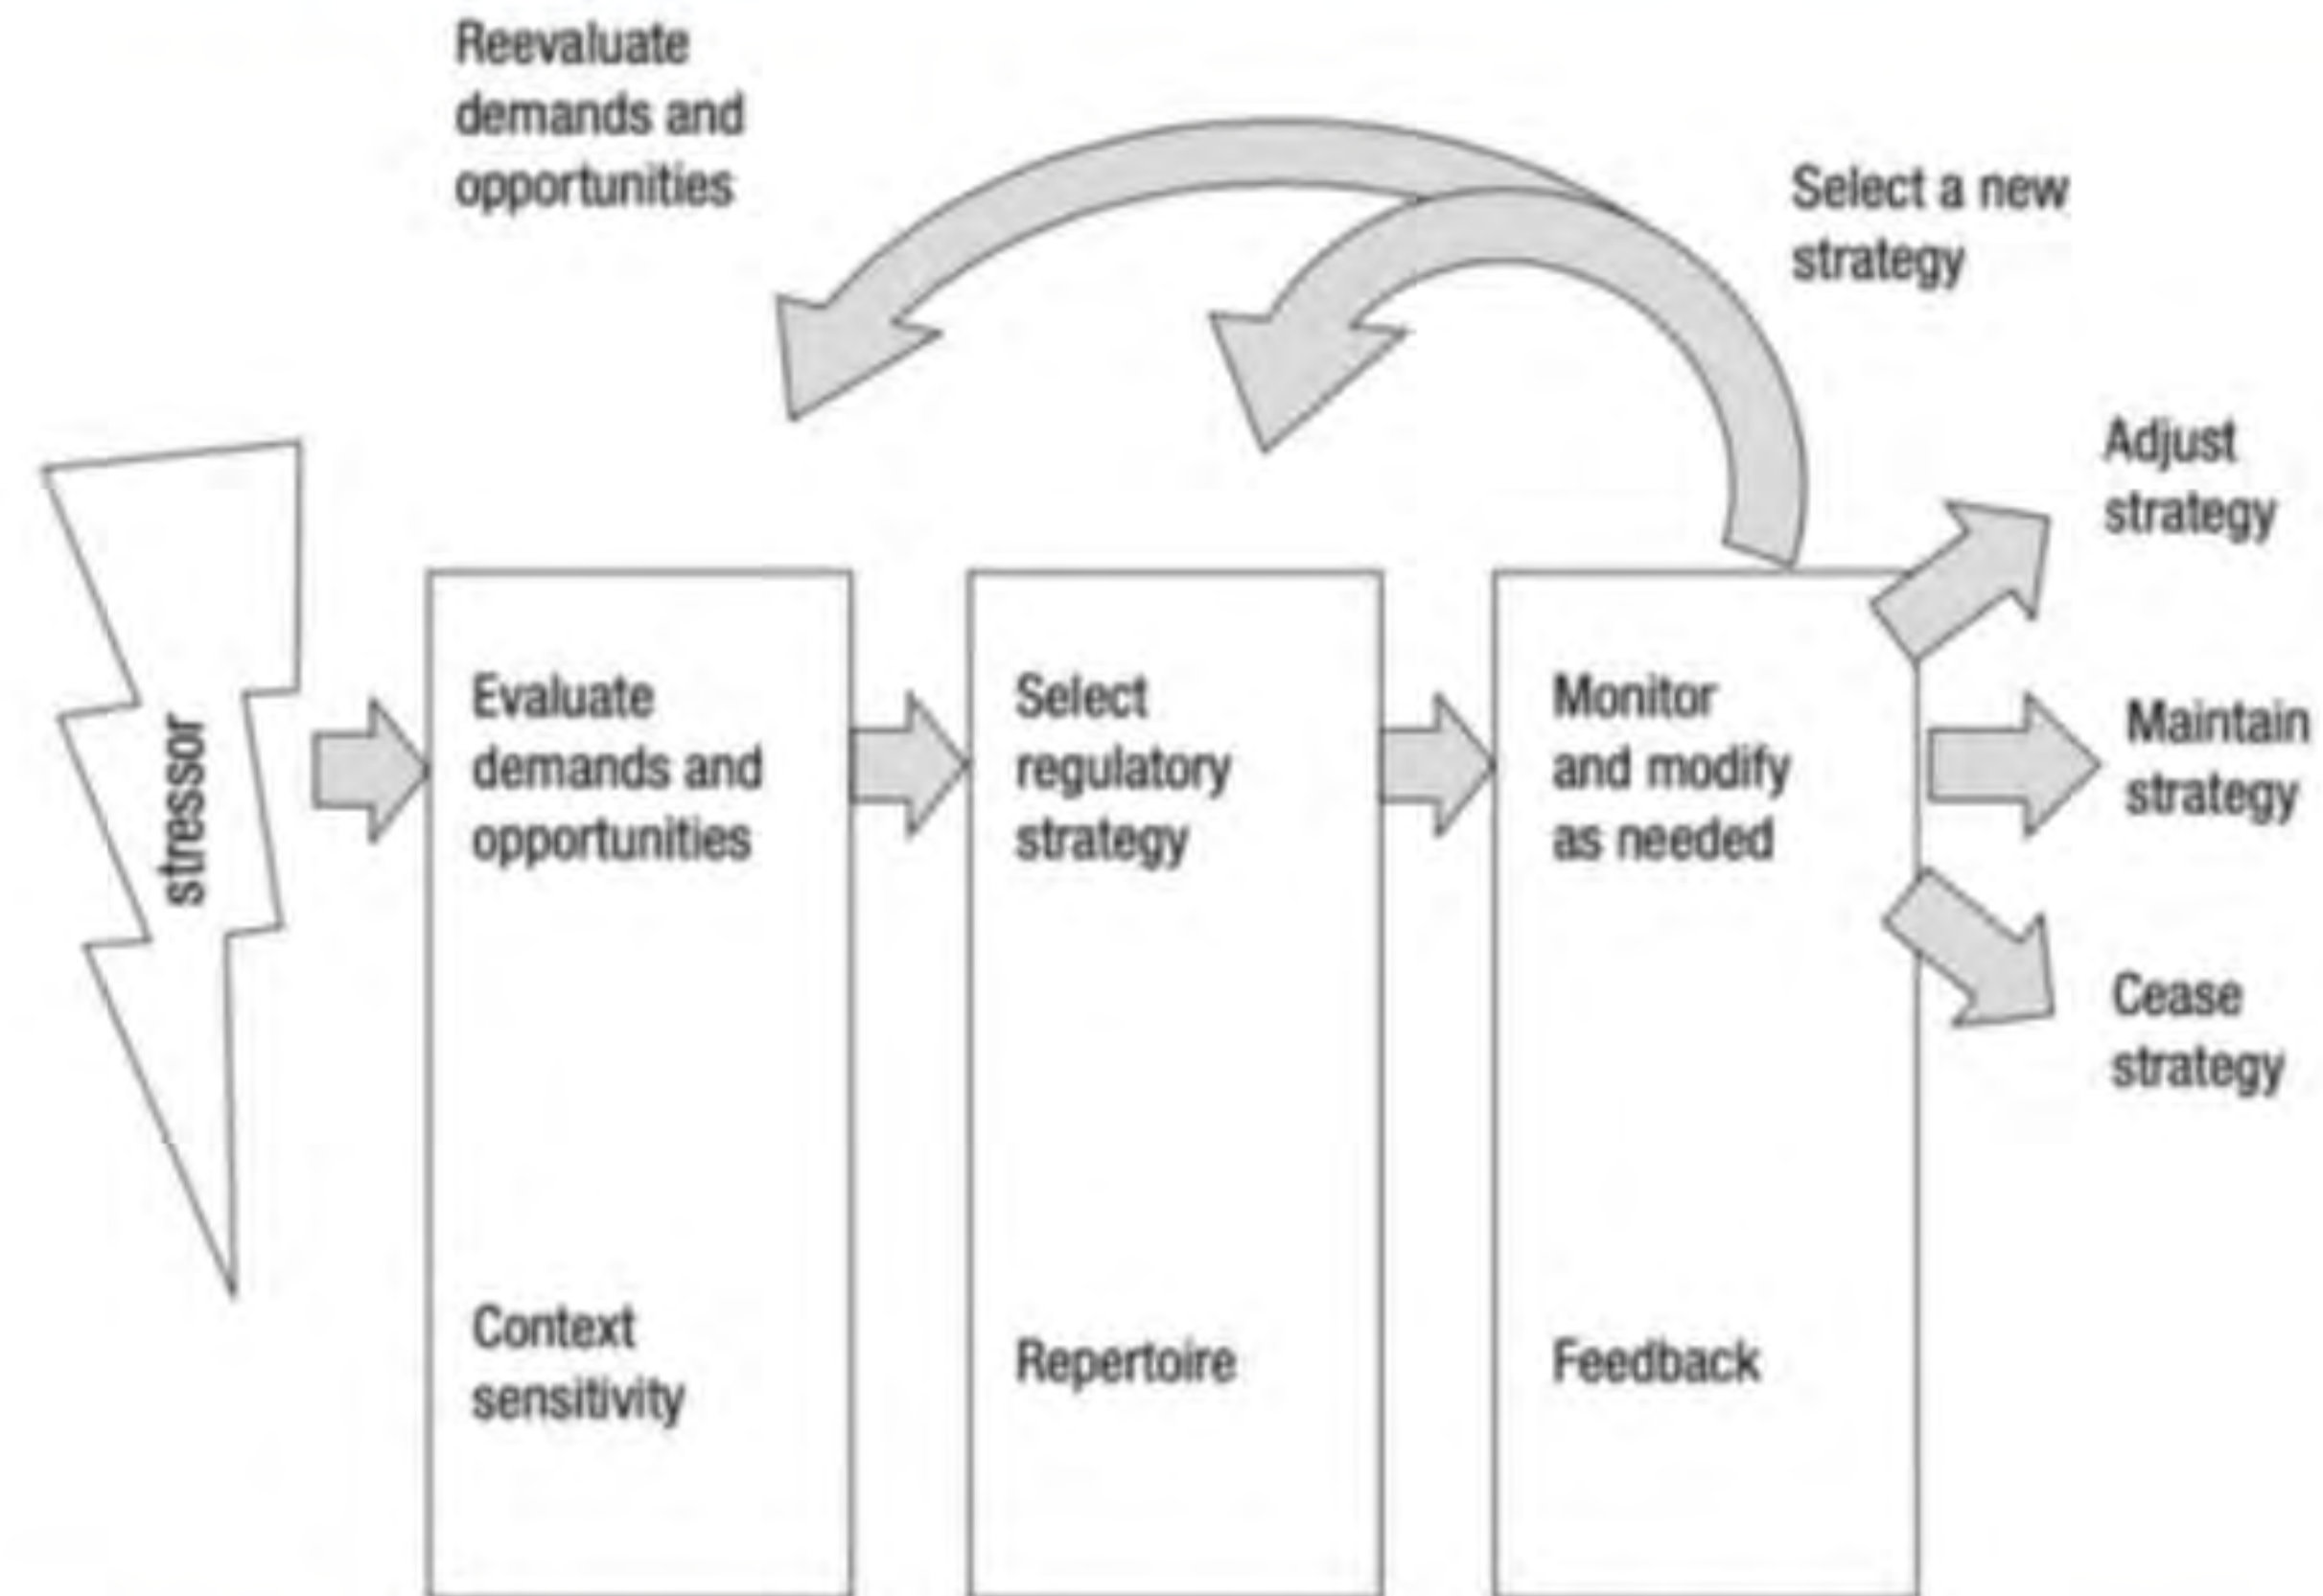 Reevaluate
demands and
opportunities
Select a new
strategy
Adjust
strategy
stressor
Evaluate
demands and
opportunities
Select
regulatory
strategy
Monitor
and modify
as needed
Maintain
strategy
Cease
strategy
Context
sensitivity
Repertoire
Feedback